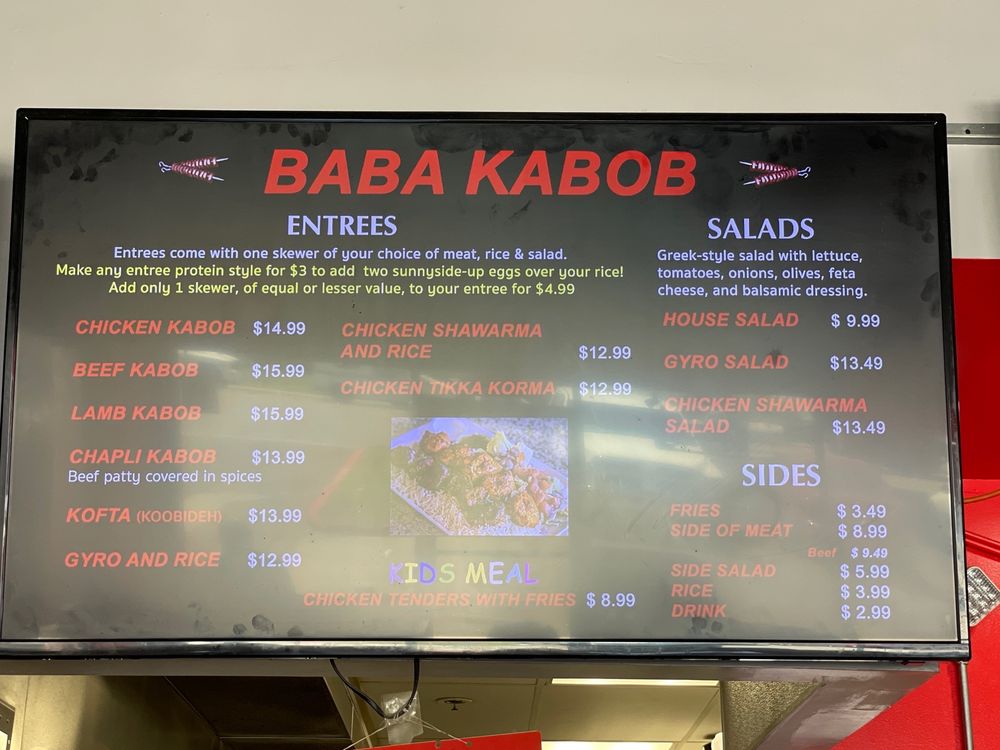 BABA KABOB
ENTREES
Entrees come with one skewer of your choice of meat, rice & salad.
Make any entree protein style for $3 to add two sunnyside-up eggs over your rice!
Add only 1 skewer, of equal or lesser value, to your entree for $4.99
CHICKEN KABOB $14.99
BEEF KABOB $15.99
LAMB KABOB $15.99
CHAPLI KABOB $13.99
Beef patty covered in spices
KOFTA (KOOBIDEH) $13.99
GYRO AND RICE $12.99
CHICKEN SHAWARMA
AND RICE $12.99
CHICKEN TIKKA KORMA $12.99
KIDS MEAL
CHICKEN TENDERS WITH FRIES $ 8.99
SALADS
Greek-style salad with lettuce,
tomatoes, onions, olives, feta
cheese, and balsamic dressing.
HOUSE SALAD $ 9.99
GYRO SALAD $13.49
CHICKEN SHAWARMA
SALAD $13.49
SIDES
FRIES $ 3.49
SIDE OF MEAT $ 8.99
Beef $ 9.49
SIDE SALAD $ 5.99
RICE $ 3.99
DRINK $ 2.99